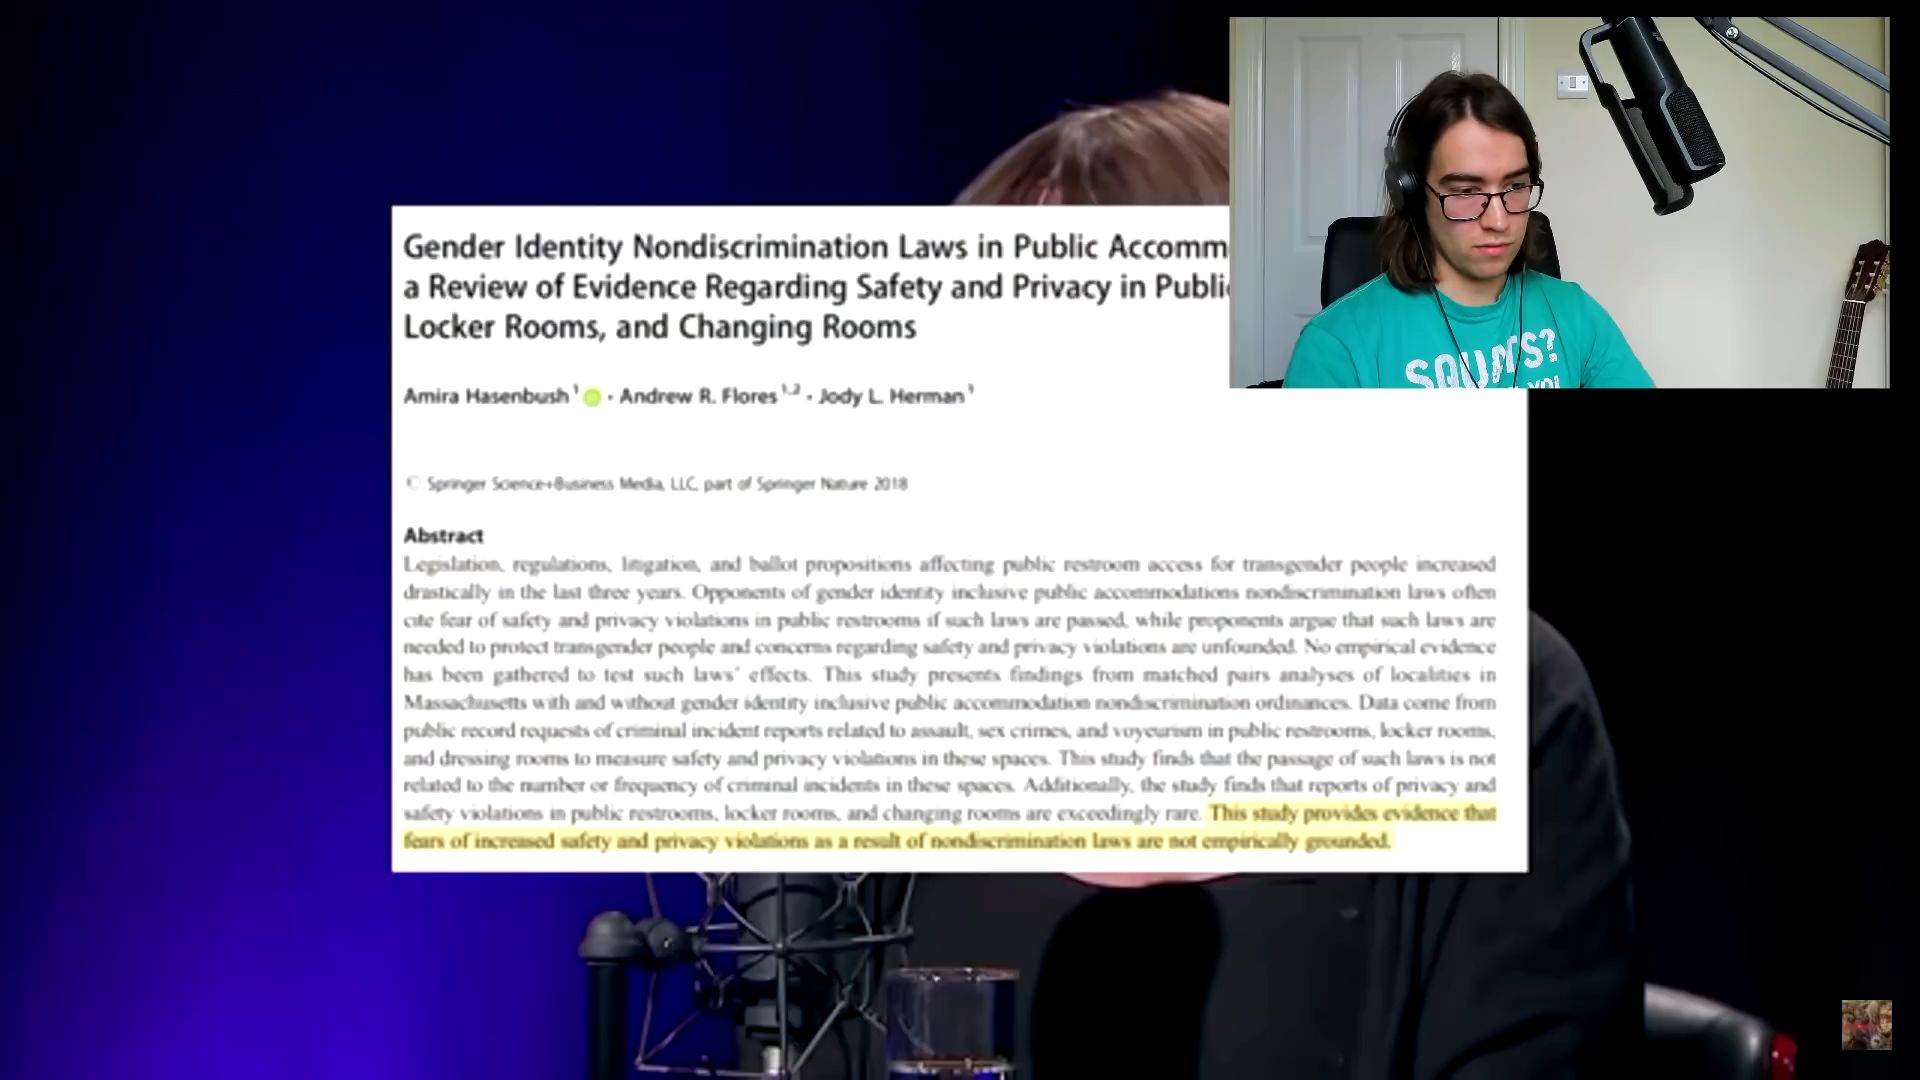 Gender Identity Nondiscrimination Laws in Public Accomm
a Review of Evidence Regarding Safety and Privacy in Public
Locker Rooms, and Changing Rooms
Amira Hasenbush¹ · Andrew R. Flores¹,² · Jody L. Herman¹
© Springer Science+Business Media, LLC, part of Springer Nature 2018
Abstract
Legislation, regulations, litigation, and ballot propositions affecting public restroom access for transgender people increased
drastically in the last three years. Opponents of gender identity inclusive public accommodations nondiscrimination laws often
cite fear of safety and privacy violations in public restrooms if such laws are passed, while proponents argue that such laws are
needed to protect transgender people and concerns regarding safety and privacy violations are unfounded. No empirical evidence
has been gathered to test such laws' effects. This study presents findings from matched pairs analyses of localities in
Massachusetts with and without gender identity inclusive public accommodation nondiscrimination ordinances. Data come from
public record requests of criminal incident reports related to assault, sex crimes, and voyeurism in public restrooms, locker rooms,
and dressing rooms to measure safety and privacy violations in these spaces. This study finds that the passage of such laws is not
related to the number or frequency of criminal incidents in these spaces. Additionally, the study finds that reports of privacy and
safety violations in public restrooms, locker rooms, and changing rooms are exceedingly rare. This study provides evidence that
fears of increased safety and privacy violations as a result of nondiscrimination laws are not empirically grounded.
SQUATS?
YOU